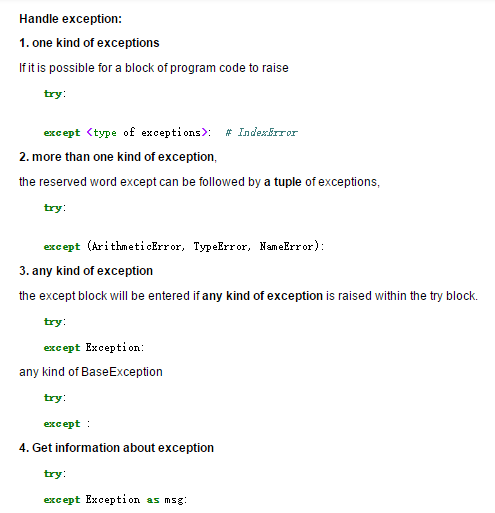 Handle exception:
1. one kind of exceptions
If it is possible for a block of program code to raise
try:
except <type of exceptions>:  # IndexError
2. more than one kind of exception,
the reserved word except can be followed by a tuple of exceptions,
try:
except (ArithmeticError, TypeError, NameError):
3. any kind of exception
the except block will be entered if any kind of exception is raised within the try block.
try:
except Exception:
any kind of BaseException
try:
except :
4. Get information about exception
try:
except Exception as msg: